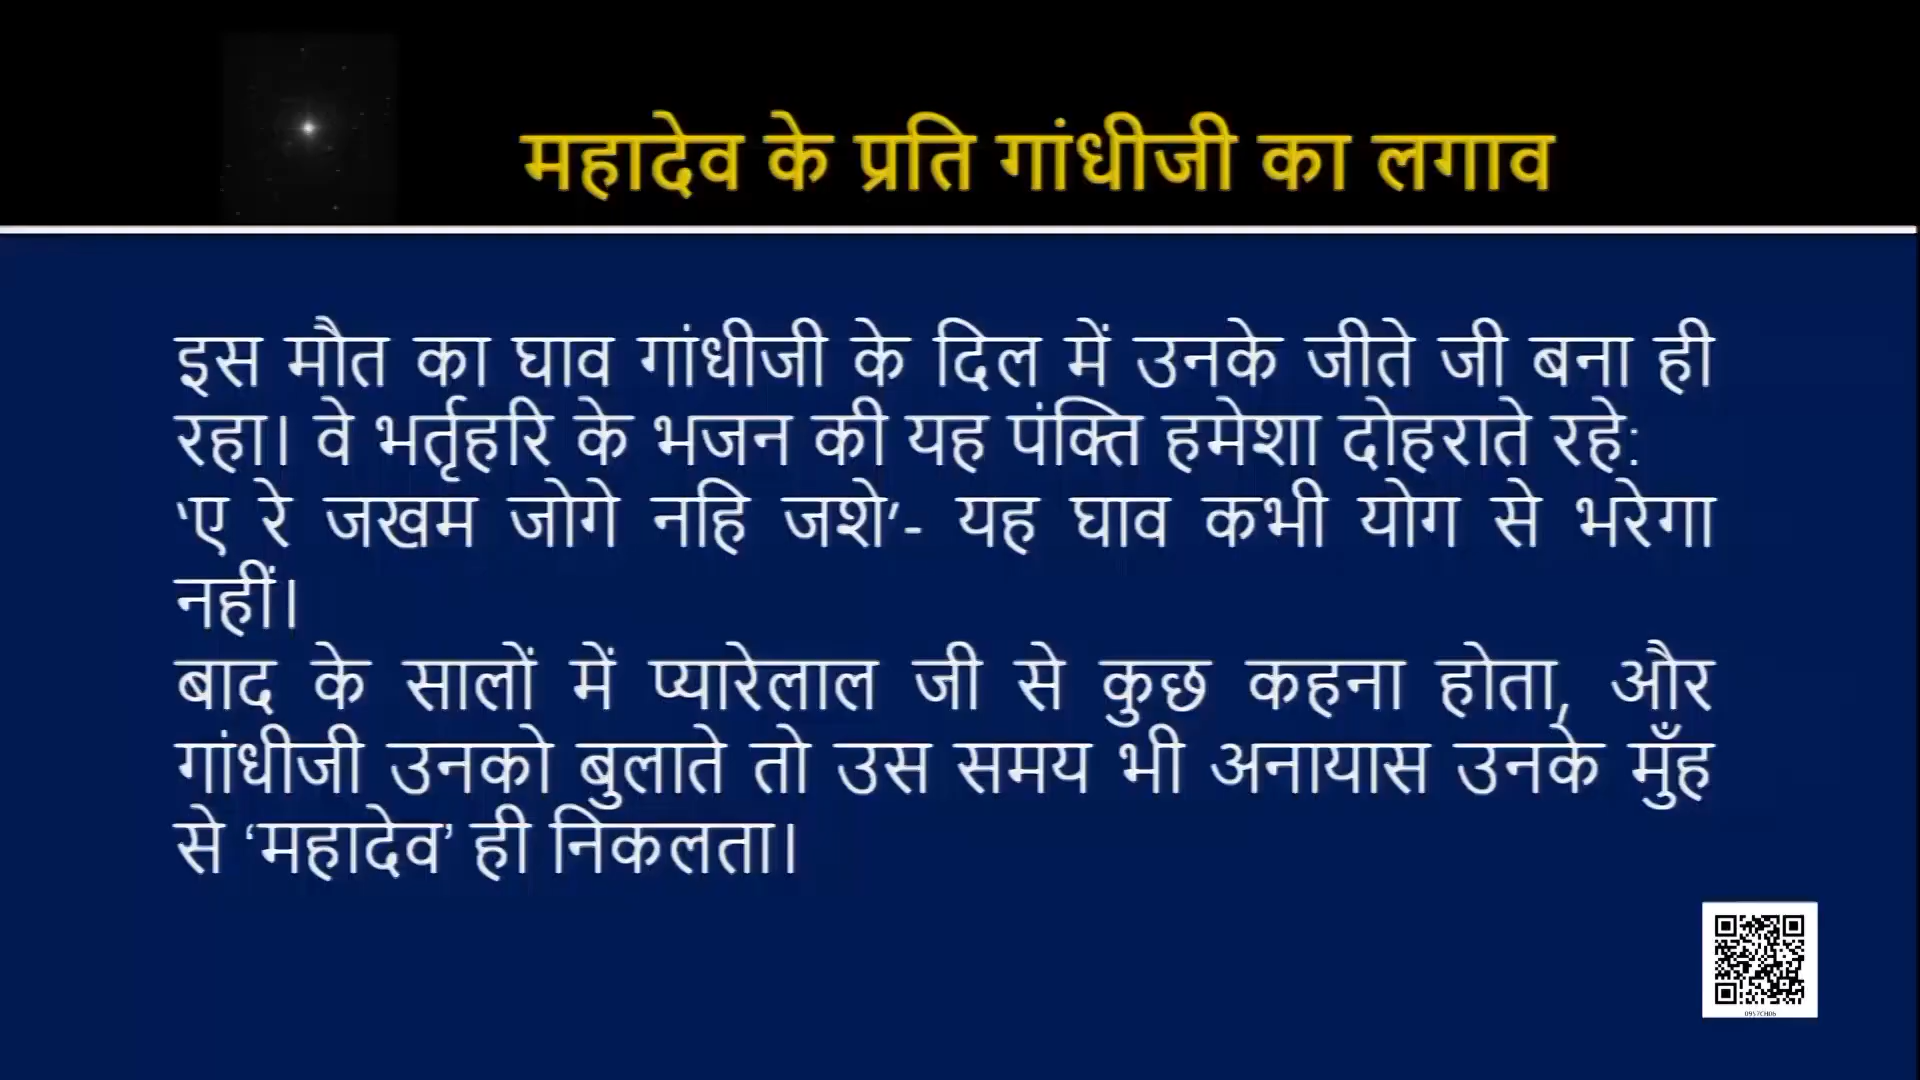 महादेव के प्रति गांधीजी का लगाव
इस मौत का घाव गांधीजी के दिल में उनके जीते जी बना ही
रहा। वे भर्तृहरि के भजन की यह पंक्ति हमेशा दोहराते रहे:
‘ए रे जखम जोगे नहि जशे’- यह घाव कभी योग से भरेगा
नहीं।
बाद के सालों में प्यारेलाल जी से कुछ कहना होता, और
गांधीजी उनको बुलाते तो उस समय भी अनायास उनके मुँह
से ‘महादेव’ ही निकलता।
0957CH06